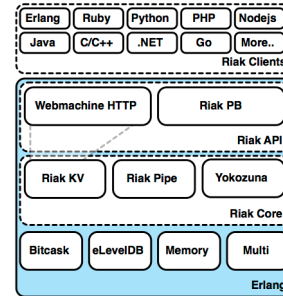 Erlang Ruby Python PHP Nodejs
Java C/C++ .NET Go More..
Riak Clients
Webmachine HTTP Riak PB
Riak API
Riak KV Riak Pipe Yokozuna
Riak Core
Bitcask eLevelDB Memory Multi
Erlang